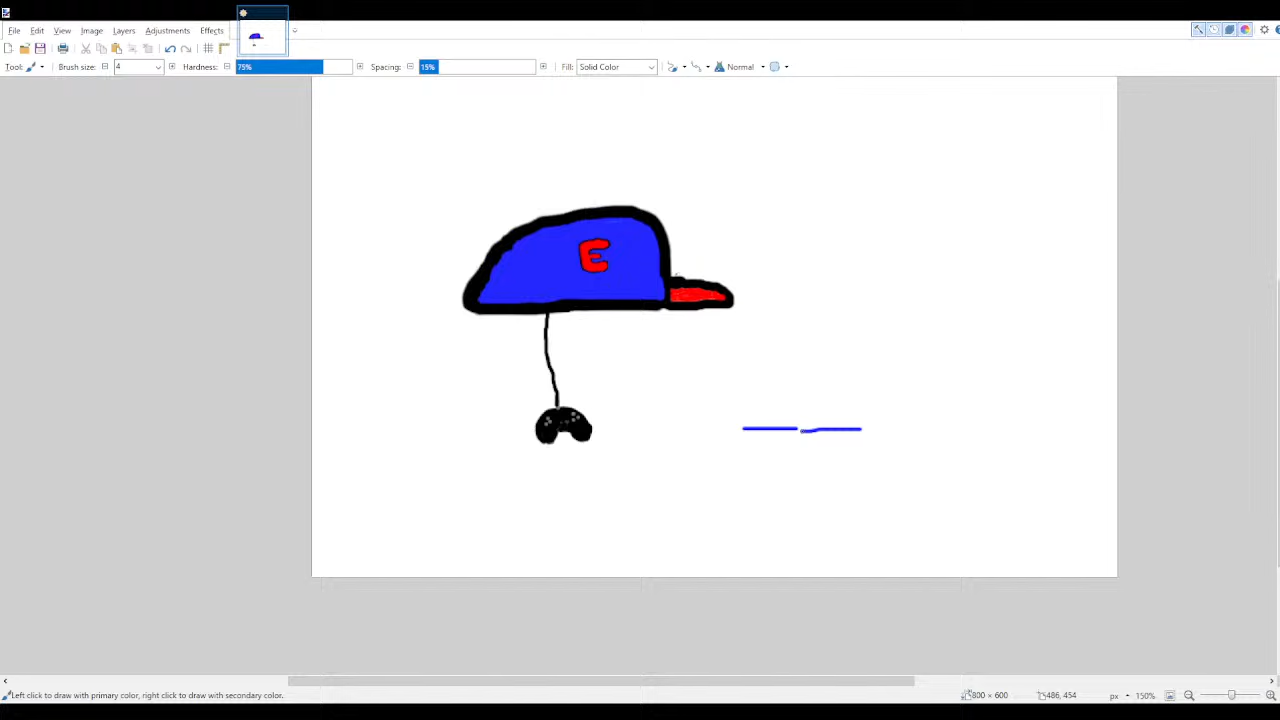 File Edit View Image Layers Adjustments Effects
Tool: Brush size: 4 Hardness: 75% Spacing: 15% Fill: Solid Color Normal
E
Left click to draw with primary color, right click to draw with secondary color. 800 × 600 486, 454 px 150%